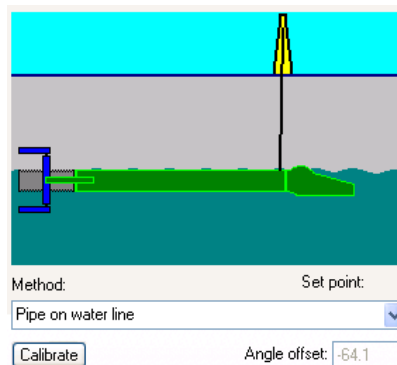 Method:
Set point:
Pipe on water line
Calibrate
Angle offset: -64.1